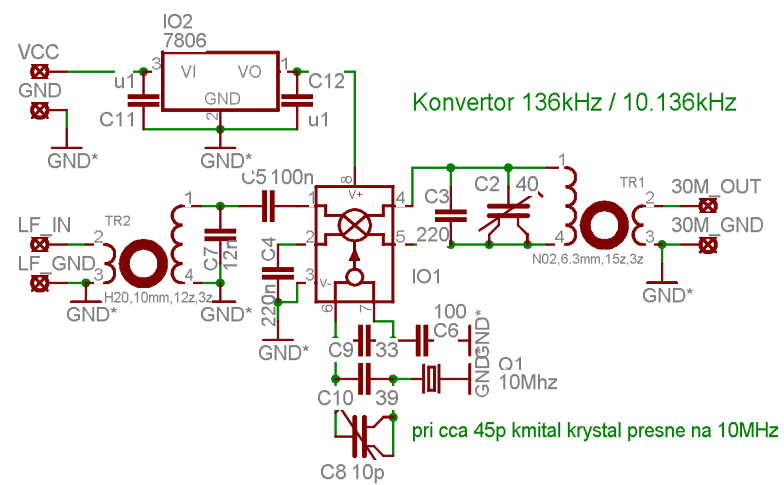 IO2
7806
VCC
3
VI
VO
1
C12
u1
GND
GND
C11
2
u1
GND*
GND*
Konvertor 136kHz / 10.136kHz
C5 100n
8
V+
1
1
4
1
TR1
30M_OUT
C3
C2
40
2
LF_IN
TR2
2
C7
12n
C4
2
5
220
30M_GND
LF_GND
3
4
220n
3
V-
IO1
4
3
N02,6.3mm,15z,3z
H20,10mm,12z,3z
GND*
GND*
GND*
6
7
GND*
100
C9
33
C6
GND*
Q1
10Mhz
GND*
C10
39
pri cca 45p kmital krystal presne na 10MHz
C8 10p